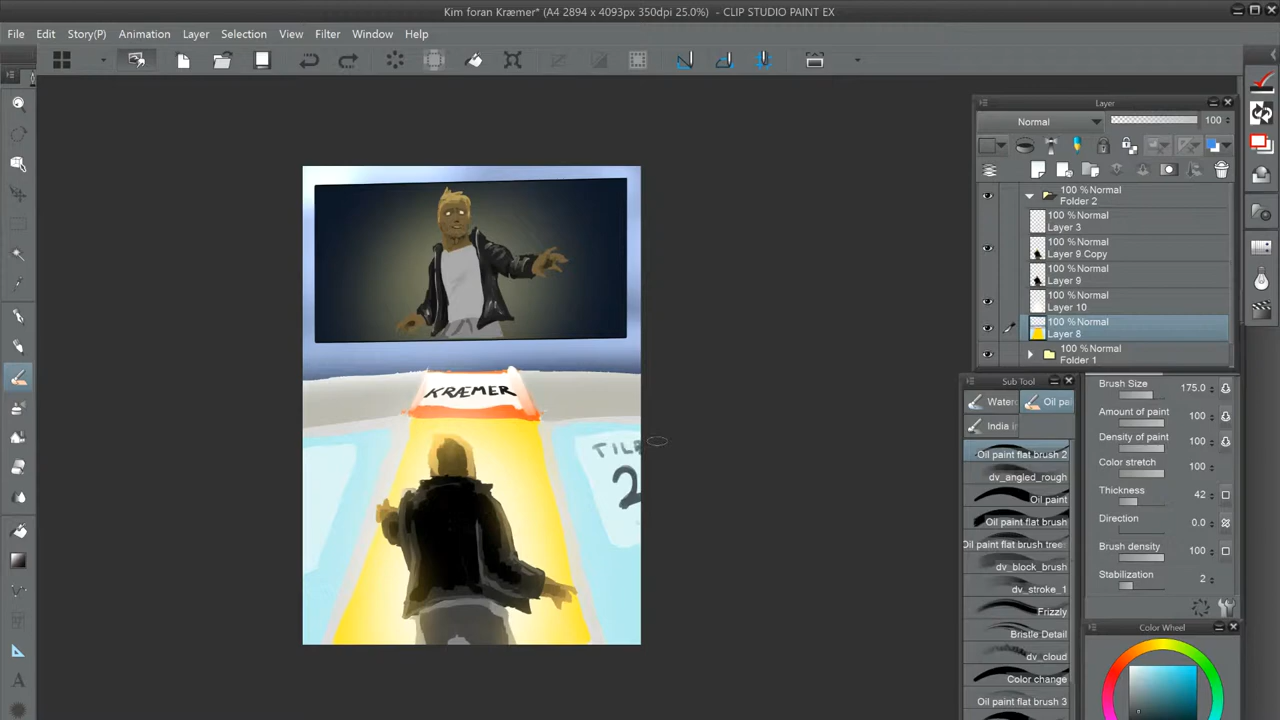 Kim foran Kræmer* (A4 2894 x 4093px 350dpi 25.0%) - CLIP STUDIO PAINT EX
File Edit Story(P) Animation Layer Selection View Filter Window Help
Layer
Normal 100
100 %Normal
Folder 2
100 %Normal
Layer 3
100 %Normal
Layer 9 Copy
100 %Normal
Layer 9
100 %Normal
Layer 10
100 %Normal
Layer 8
100 %Normal
Folder 1
Sub Tool
Waterc Oil pai
India in
Oil paint flat brush 2
dv_angled_rough
Oil paint
Oil paint flat brush
Oil paint flat brush tree
dv_block_brush
dv_stroke_1
Frizzly
Bristle Detail
dv_cloud
Color change
Oil paint flat brush 3
Brush Size 175.0
Amount of paint 100
Density of paint 100
Color stretch 100
Thickness 42
Direction 0.0
Brush density 100
Stabilization 2
Color Wheel
KRÆMER
TILB
2